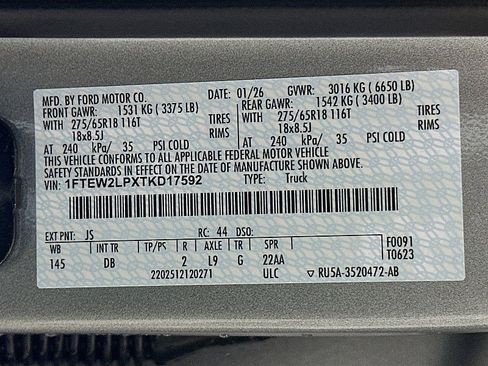 MFD. BY FORD MOTOR CO. DATE: 01/26 GVWR: 3016 KG ( 6650 LB)
FRONT GAWR: 1531 KG ( 3375 LB) REAR GAWR: 1542 KG ( 3400 LB)
WITH 275/65R18 116T TIRES WITH 275/65R18 116T TIRES
18x8.5J RIMS 18x8.5J RIMS
AT 240 kPa/ 35 PSI COLD AT 240 kPa/ 35 PSI COLD
THIS VEHICLE CONFORMS TO ALL APPLICABLE FEDERAL MOTOR VEHICLE
SAFETY STANDARDS IN EFFECT ON THE DATE OF MANUFACTURE SHOWN ABOVE.
VIN: 1FTEW2LPXTKD17592 TYPE: Truck
EXT PNT: JS RC: 44 DSO: F0091
WB INT TR TP/PS R AXLE TR SPR T0623
145 DB 2 L9 G 22AA
2202512120271 ULC ▽ RU5A-3520472-AB